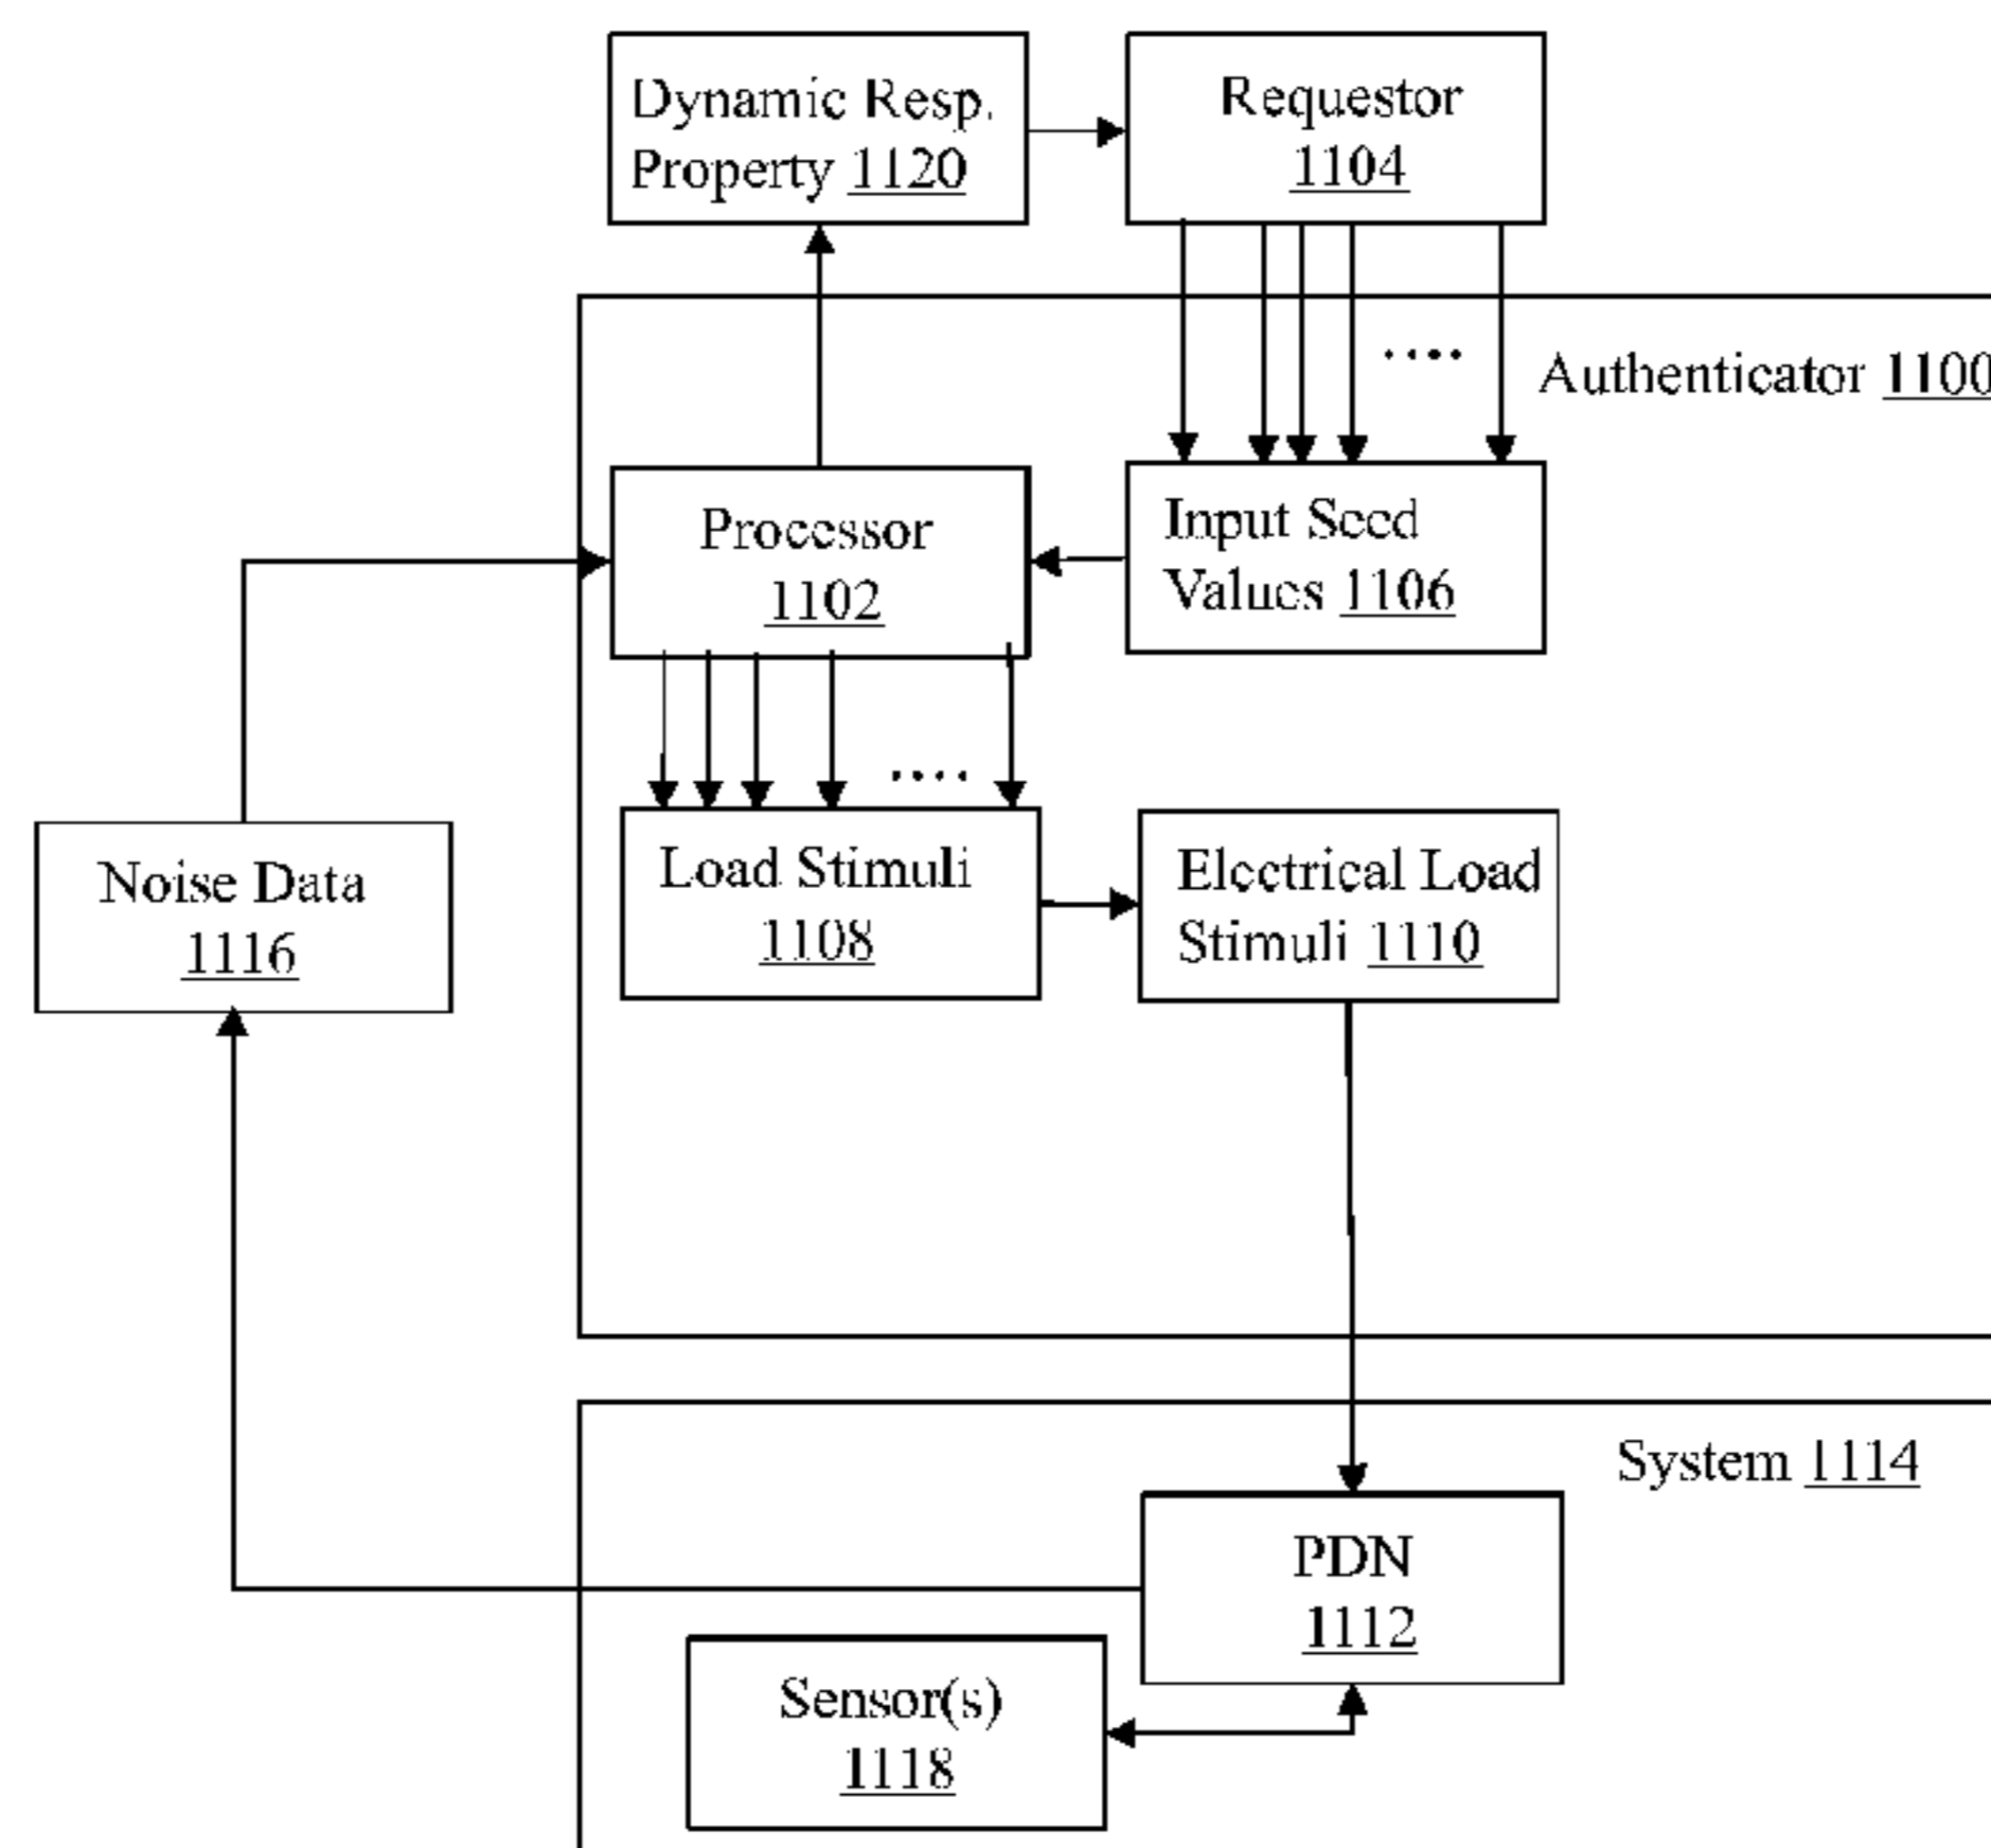 Dynamic Resp.
Property 1120
Requestor
1104
Authenticator 1100
Processor
1102
Input Seed
Values 1106
Noise Data
1116
Load Stimuli
1108
Electrical Load
Stimuli 1110
System 1114
PDN
1112
Sensor(s)
1118